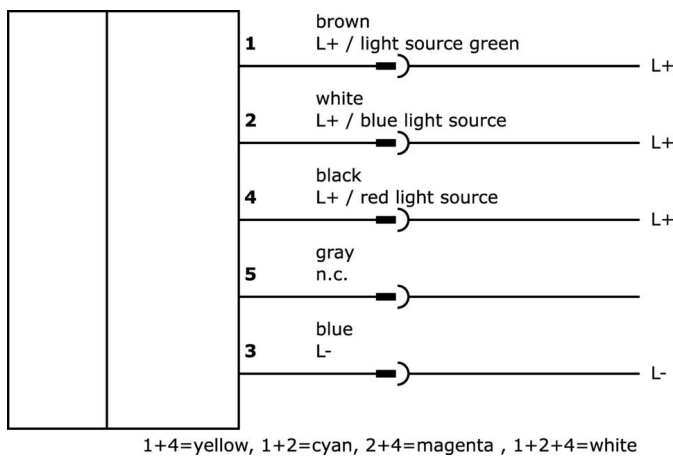 brown
1 L+ / light source green L+
white
2 L+ / blue light source L+
black
4 L+ / red light source L+
gray
5 n.c.
blue
3 L- L-
1+4=yellow, 1+2=cyan, 2+4=magenta , 1+2+4=white